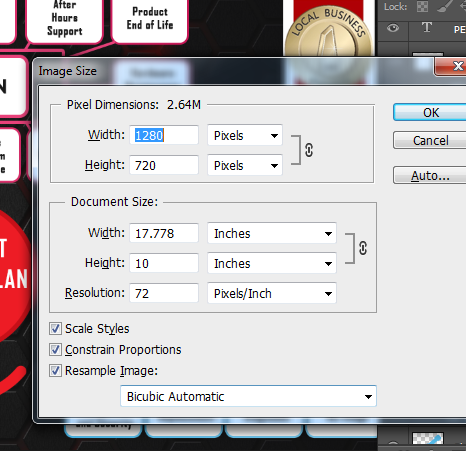 After
Hours
Support
Product
End of Life
LOCAL BUSINESS
Lock:
T
PE
Image Size
Pixel Dimensions: 2.64M
Width: 1280 Pixels
Height: 720 Pixels
OK
Cancel
Auto...
Document Size:
Width: 17.778 Inches
Height: 10 Inches
Resolution: 72 Pixels/Inch
Scale Styles
Constrain Proportions
Resample Image:
Bicubic Automatic
N
m
e
T
LAN